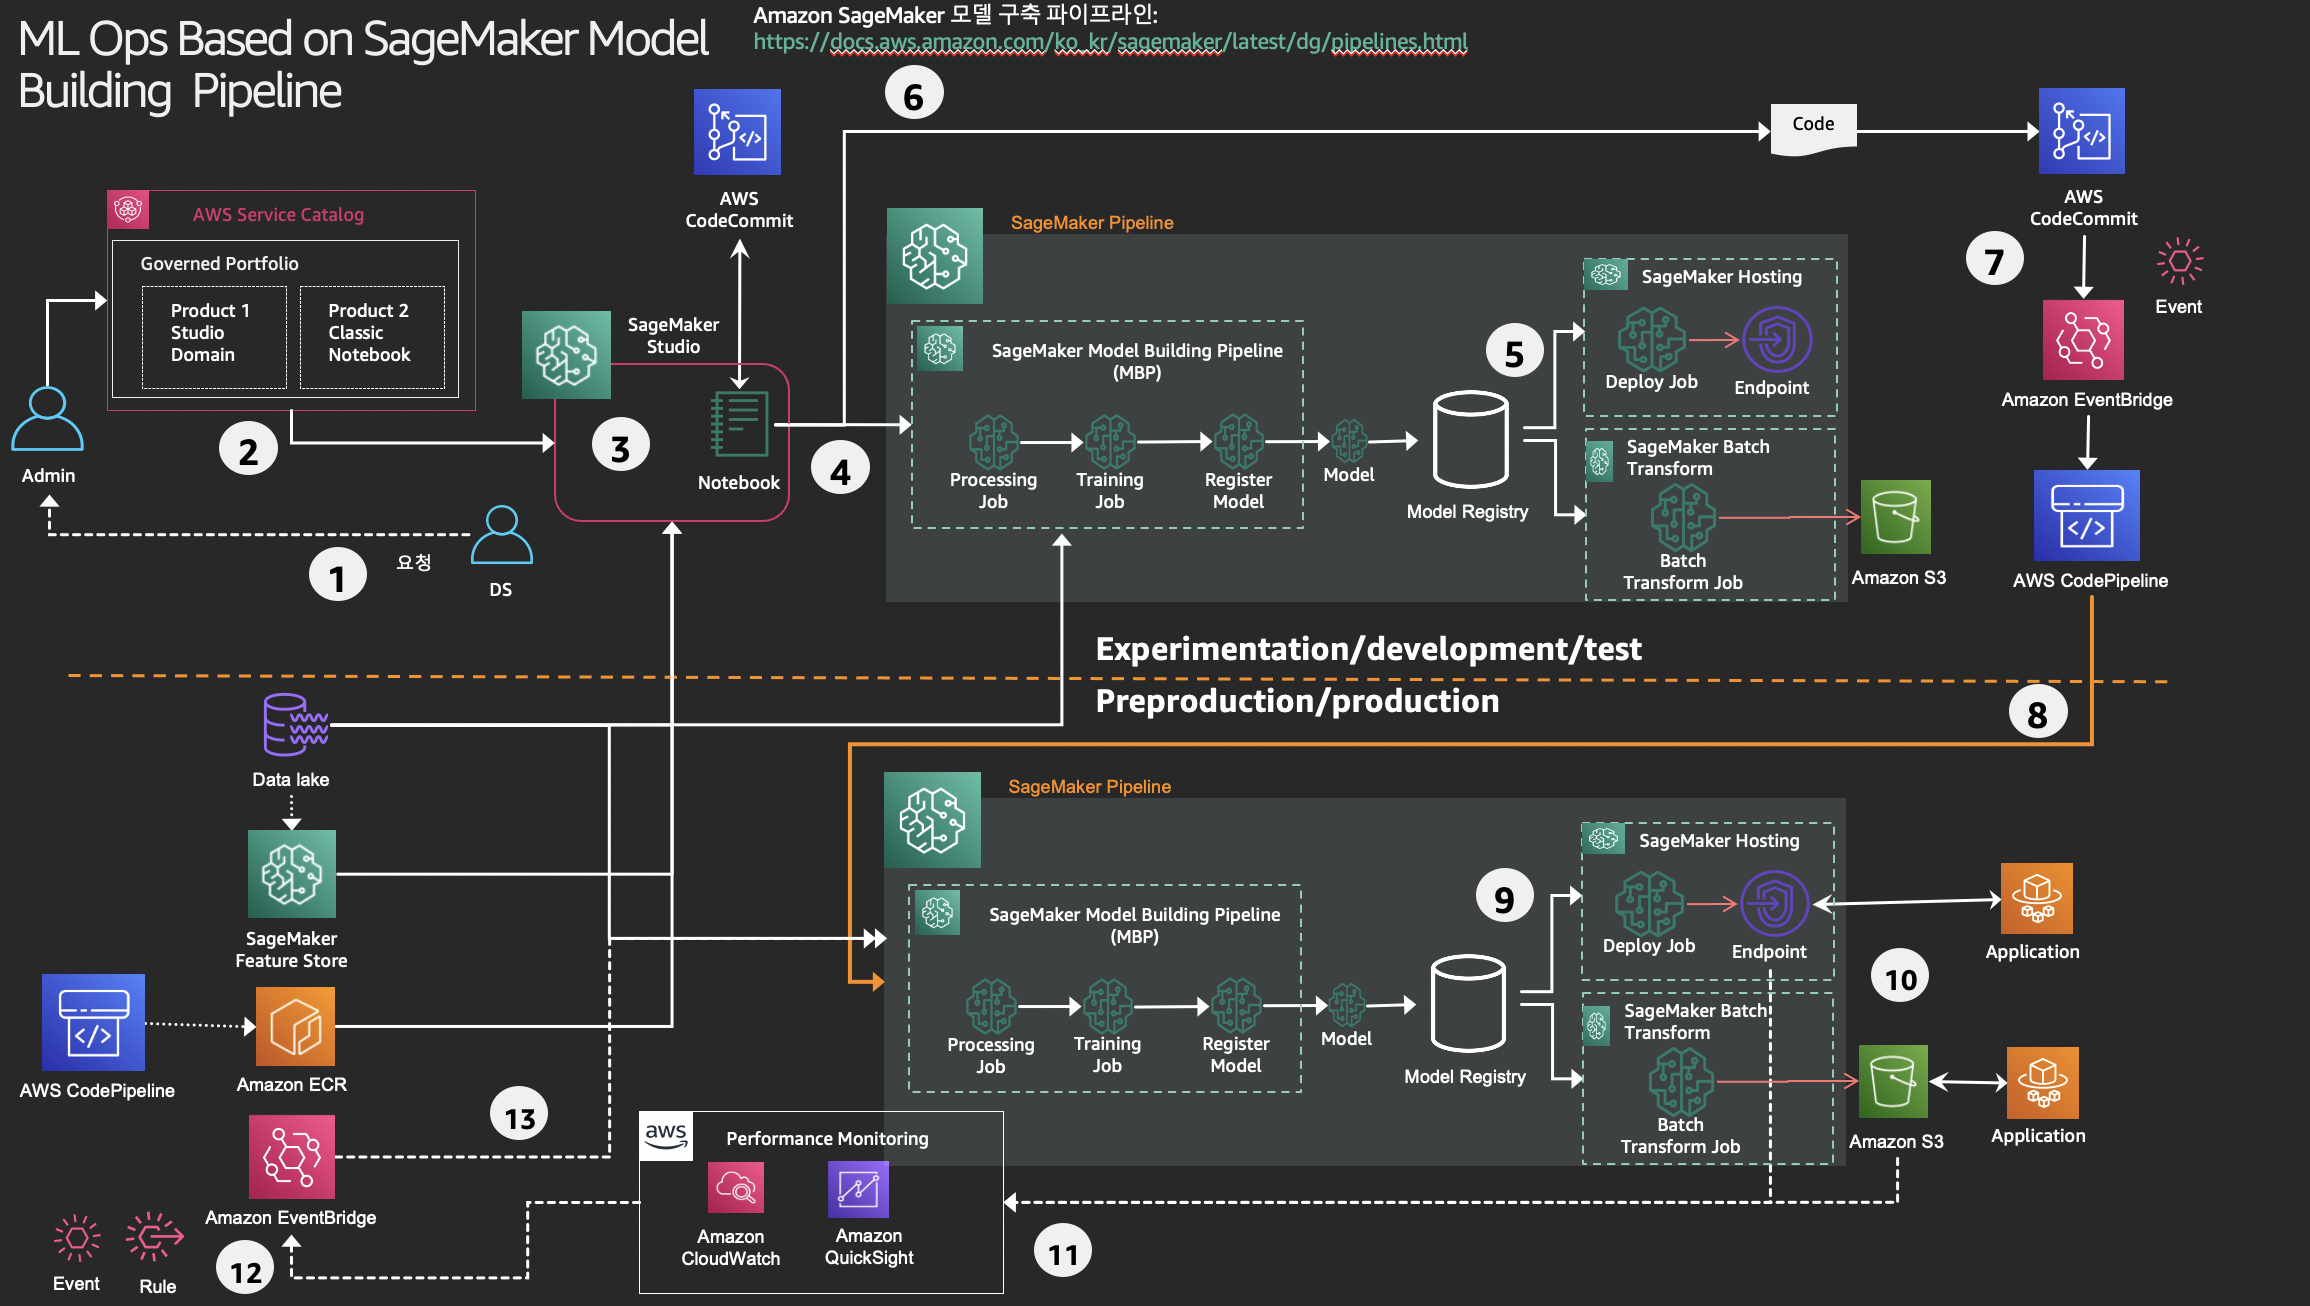 ML Ops Based on SageMaker Model
Building Pipeline
Amazon SageMaker 모델 구축 파이프라인:
https://docs.aws.amazon.com/ko_kr/sagemaker/latest/dg/pipelines.html
6
Code
AWS
CodeCommit
AWS
CodeCommit
7
Event
Amazon EventBridge
AWS CodePipeline
AWS Service Catalog
Governed Portfolio
Product 1
Studio
Domain
Product 2
Classic
Notebook
Admin
1
요청
DS
2
SageMaker
Studio
3
Notebook
4
SageMaker Pipeline
SageMaker Model Building Pipeline
(MBP)
Processing
Job
Training
Job
Register
Model
Model
Model Registry
5
SageMaker Hosting
Deploy Job
Endpoint
SageMaker Batch
Transform
Batch
Transform Job
Amazon S3
Experimentation/development/test
Preproduction/production
8
Data lake
SageMaker
Feature Store
AWS CodePipeline
Amazon ECR
SageMaker Pipeline
SageMaker Model Building Pipeline
(MBP)
Processing
Job
Training
Job
Register
Model
Model
Model Registry
9
SageMaker Hosting
Deploy Job
Endpoint
SageMaker Batch
Transform
Batch
Transform Job
Amazon S3
10
Application
Application
13
Amazon EventBridge
Event
Rule
12
aws
Performance Monitoring
Amazon
CloudWatch
Amazon
QuickSight
11